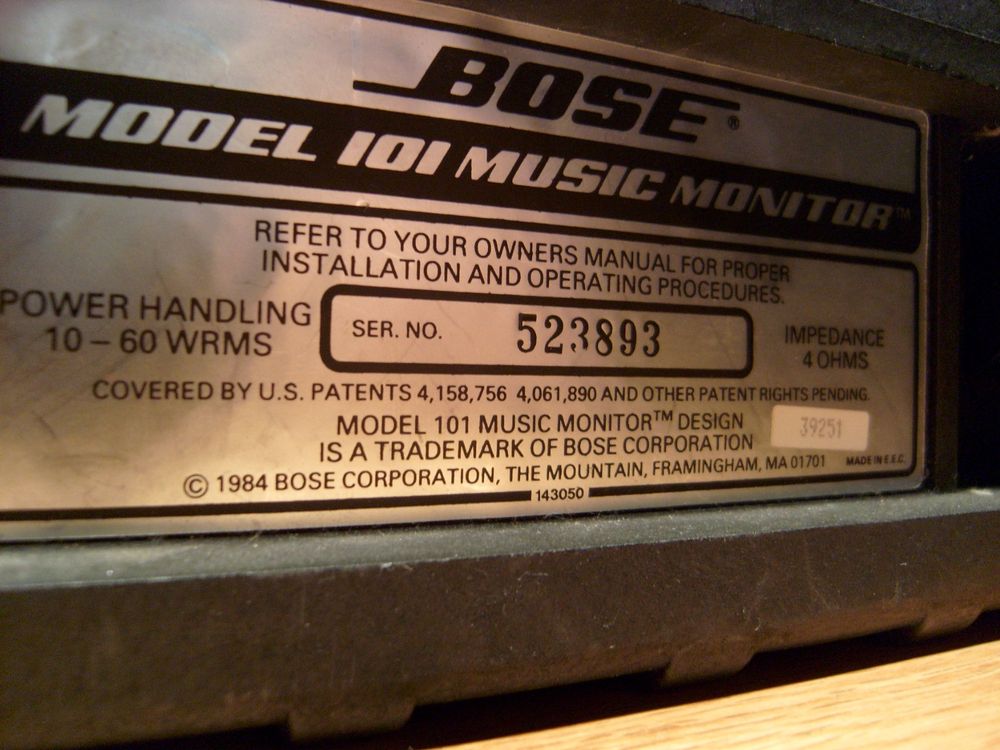 BOSE®
MODEL 101 MUSIC MONITOR™
REFER TO YOUR OWNERS MANUAL FOR PROPER
INSTALLATION AND OPERATING PROCEDURES.
POWER HANDLING
10 – 60 WRMS
SER. NO. 523893
IMPEDANCE
4 OHMS
COVERED BY U.S. PATENTS 4,158,756 4,061,890 AND OTHER PATENT RIGHTS PENDING.
MODEL 101 MUSIC MONITOR™ DESIGN
IS A TRADEMARK OF BOSE CORPORATION
39251
© 1984 BOSE CORPORATION, THE MOUNTAIN, FRAMINGHAM, MA 01701
MADE IN E.E.C.
143050